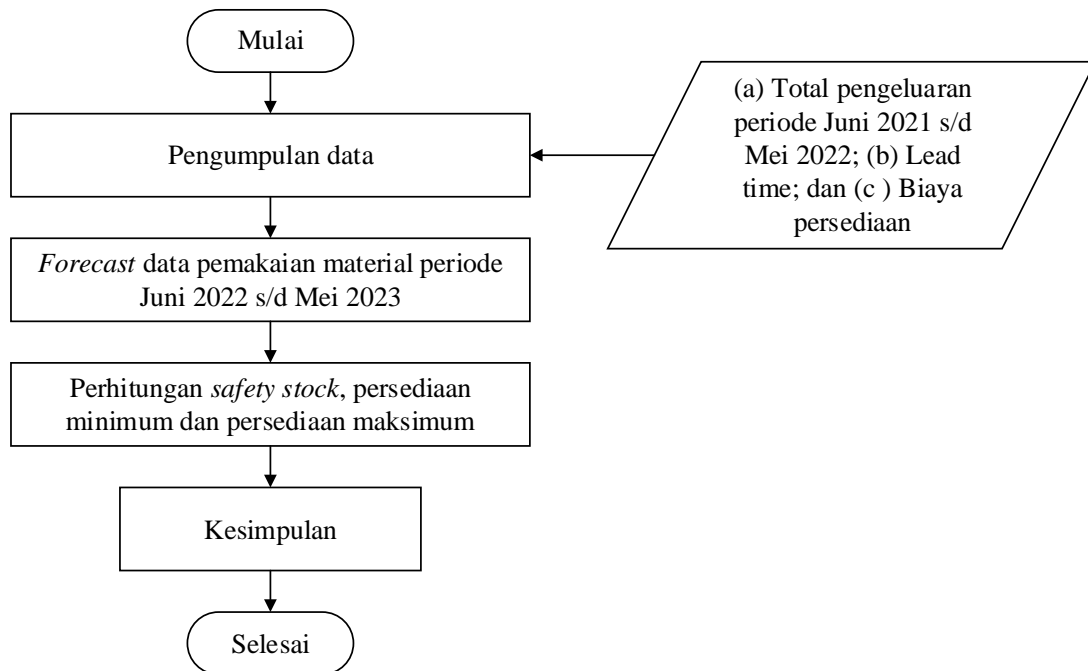 Mulai
Pengumpulan data
(a) Total pengeluaran
periode Juni 2021 s/d
Mei 2022; (b) Lead
time; dan (c ) Biaya
persediaan
Forecast data pemakaian material periode
Juni 2022 s/d Mei 2023
Perhitungan safety stock, persediaan
minimum dan persediaan maksimum
Kesimpulan
Selesai